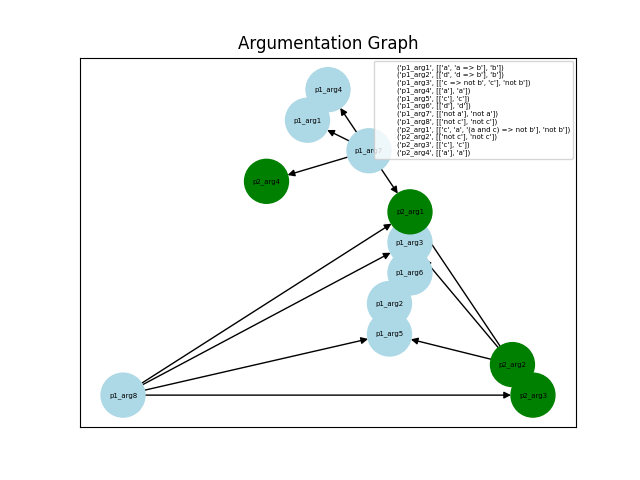 Argumentation Graph
('p1_arg1', [['a', 'a => b'], 'b'])
('p1_arg2', [['d', 'd => b'], 'b'])
('p1_arg3', [['c => not b', 'c'], 'not b'])
('p1_arg4', [['a'], 'a'])
('p1_arg5', [['c'], 'c'])
('p1_arg6', [['d'], 'd'])
('p1_arg7', [['not a'], 'not a'])
('p1_arg8', [['not c'], 'not c'])
('p2_arg1', [['c', 'a', '(a and c) => not b'], 'not b'])
('p2_arg2', [['not c'], 'not c'])
('p2_arg3', [['c'], 'c'])
('p2_arg4', [['a'], 'a'])
p1_arg4
p1_arg1
p1_arg7
p2_arg4
p2_arg1
p1_arg3
p1_arg6
p1_arg2
p1_arg5
p2_arg2
p1_arg8
p2_arg3